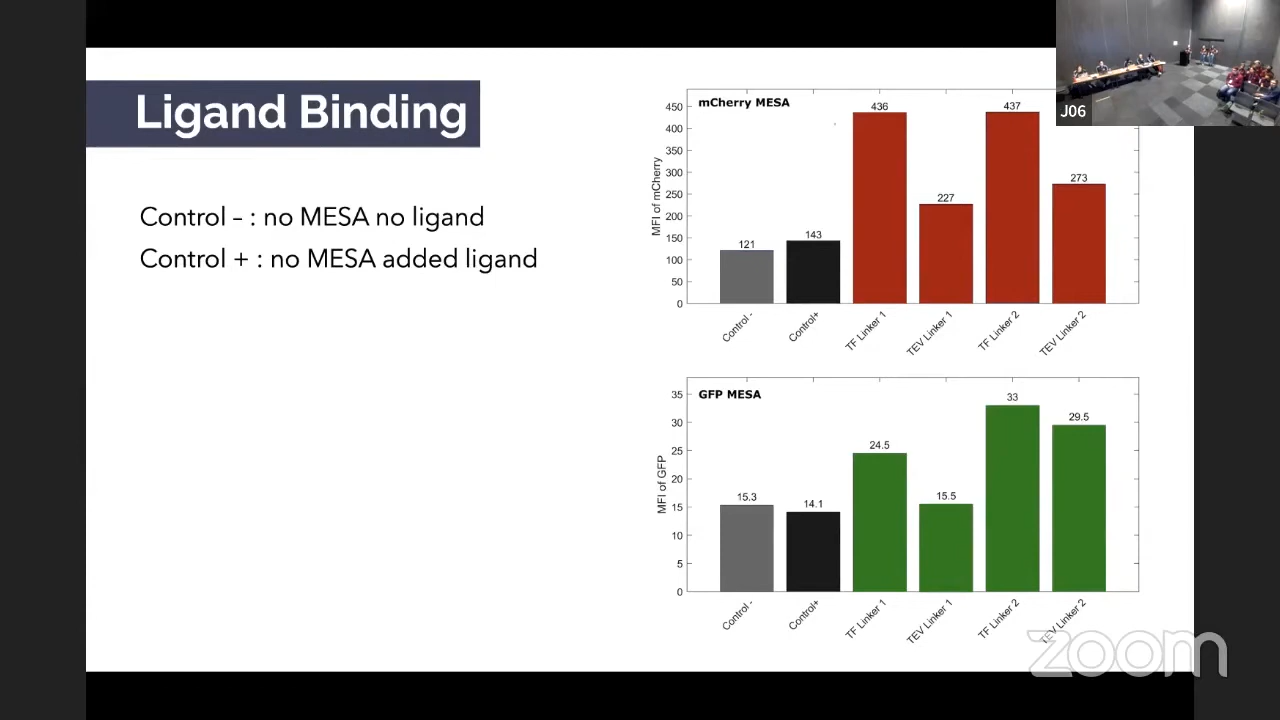 Ligand Binding
Control – : no MESA no ligand
Control + : no MESA added ligand
J06
mCherry MESA
MFI of mCherry
450
400
350
300
250
200
150
100
50
0
121
143
436
227
437
273
Control -
Control+
TF Linker 1
TEV Linker 1
TF Linker 2
TEV Linker 2
GFP MESA
MFI of GFP
35
30
25
20
15
10
5
0
15.3
14.1
24.5
15.5
33
29.5
Control -
Control+
TF Linker 1
TEV Linker 1
TF Linker 2
TEV Linker 2
zoom